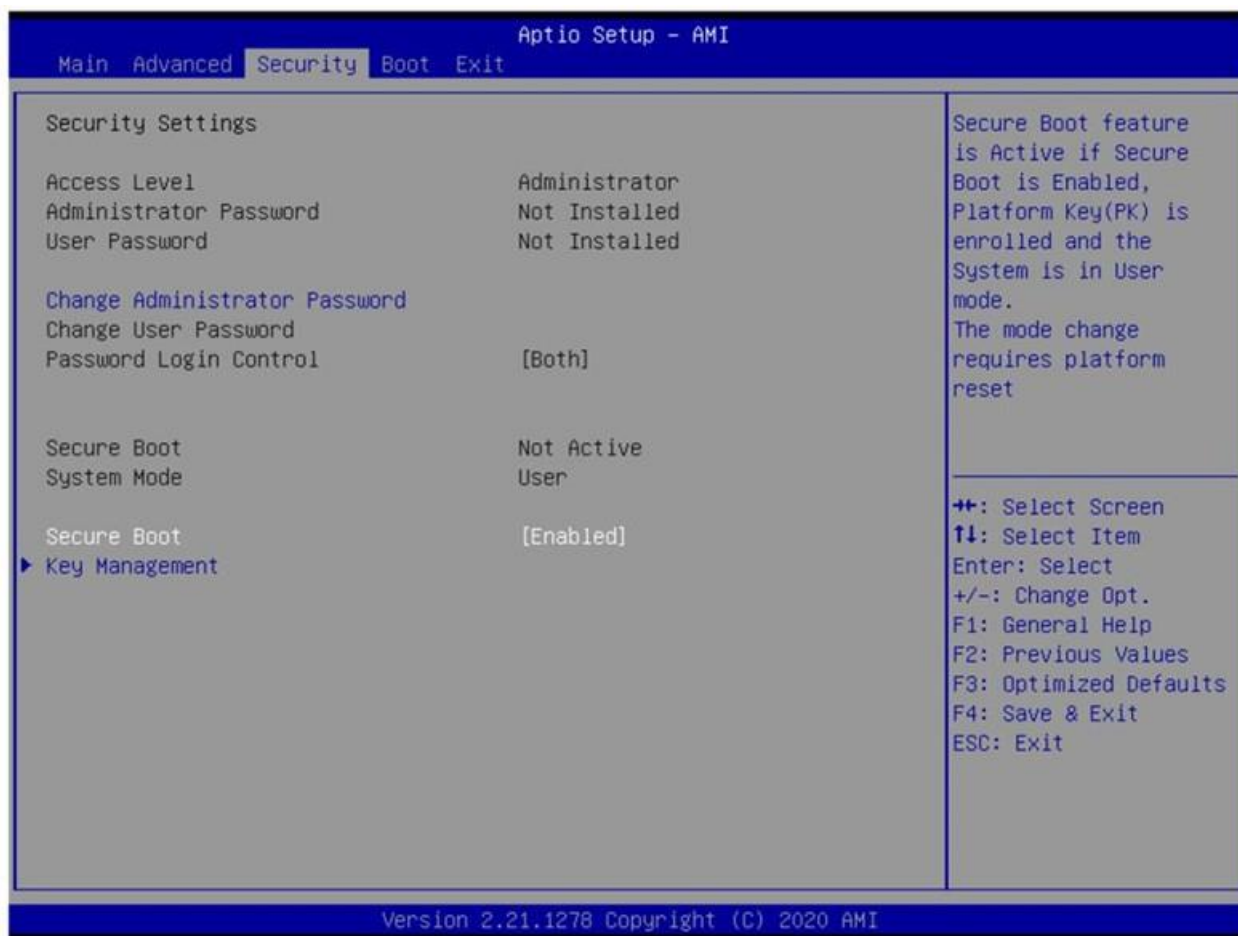 Aptio Setup - AMI
Main Advanced Security Boot Exit
Security Settings
Access Level Administrator
Administrator Password Not Installed
User Password Not Installed
Change Administrator Password
Change User Password
Password Login Control [Both]
Secure Boot Not Active
System Mode User
Secure Boot [Enabled]
Key Management
Secure Boot feature
is Active if Secure
Boot is Enabled,
Platform Key(PK) is
enrolled and the
System is in User
mode.
The mode change
requires platform
reset
→←: Select Screen
↑↓: Select Item
Enter: Select
+/-: Change Opt.
F1: General Help
F2: Previous Values
F3: Optimized Defaults
F4: Save & Exit
ESC: Exit
Version 2.21.1278 Copyright (C) 2020 AMI